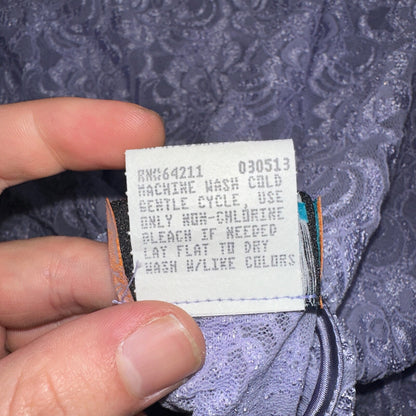 RN#64211 030513
MACHINE WASH COLD
GENTLE CYCLE, USE
ONLY NON-CHLORINE
BLEACH IF NEEDED
LAY FLAT TO DRY
WASH W/LIKE COLORS